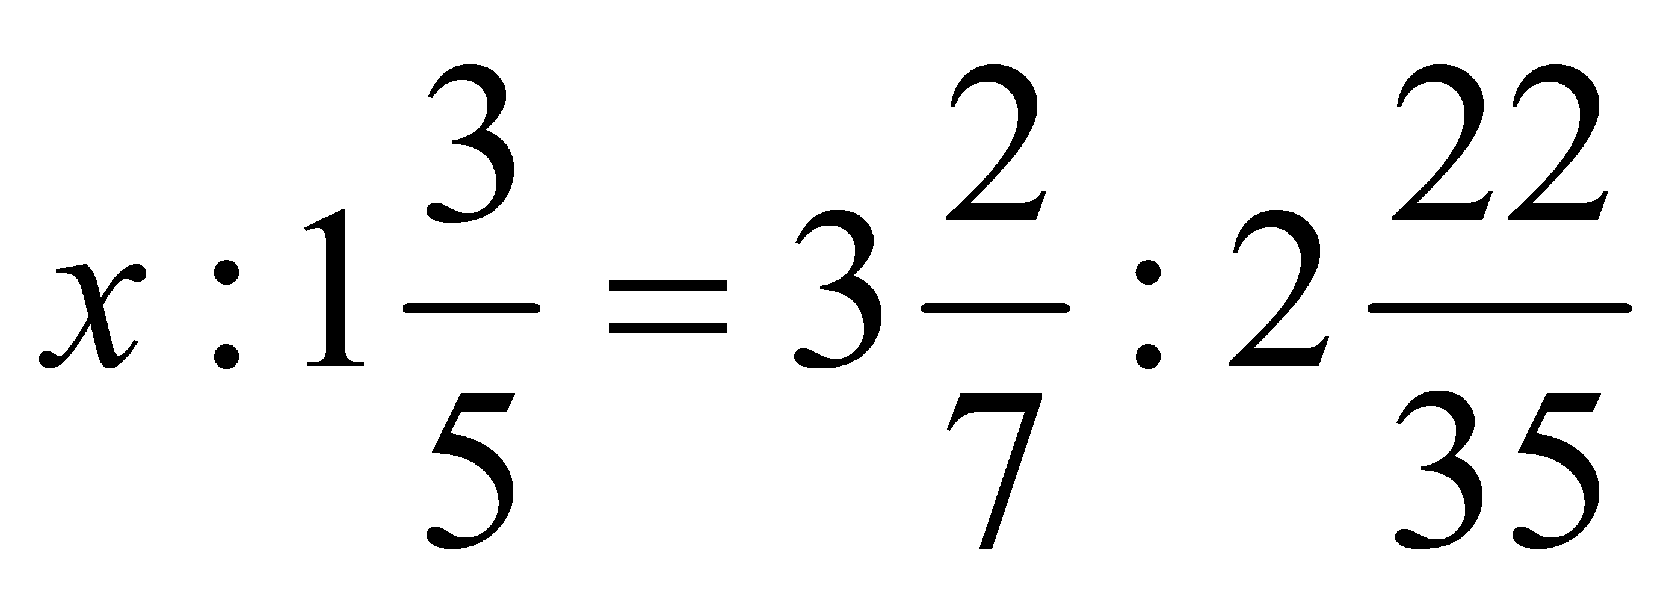 x : 1 3/5 = 3 2/7 : 2 22/35